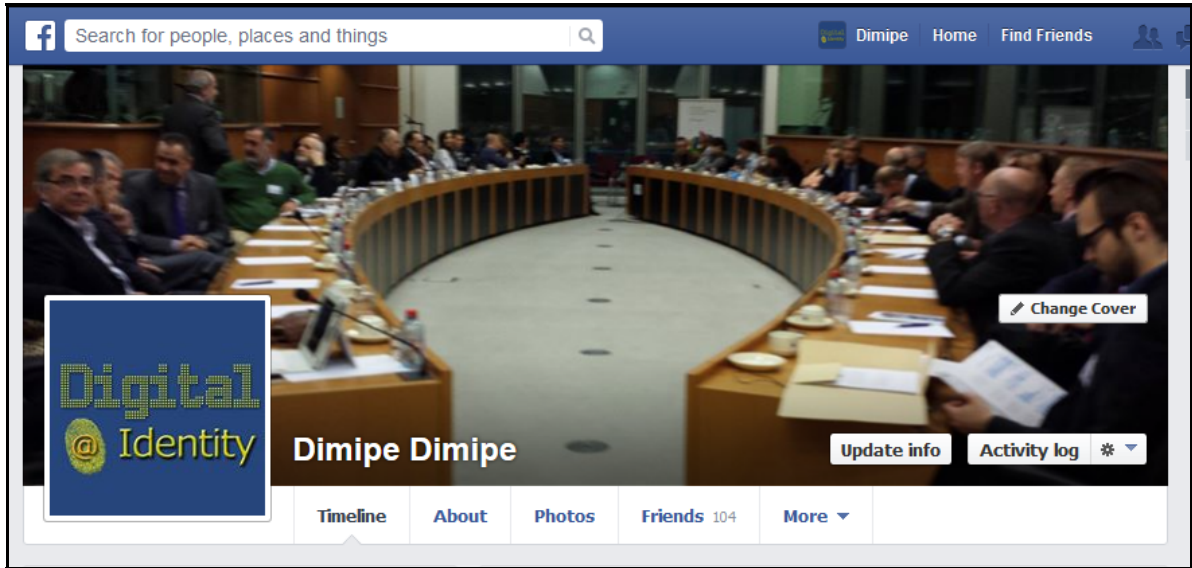 f Search for people, places and things Dimipe Home Find Friends
Change Cover
Digital
@ Identity
Dimipe Dimipe
Update info Activity log
Timeline About Photos Friends 104 More